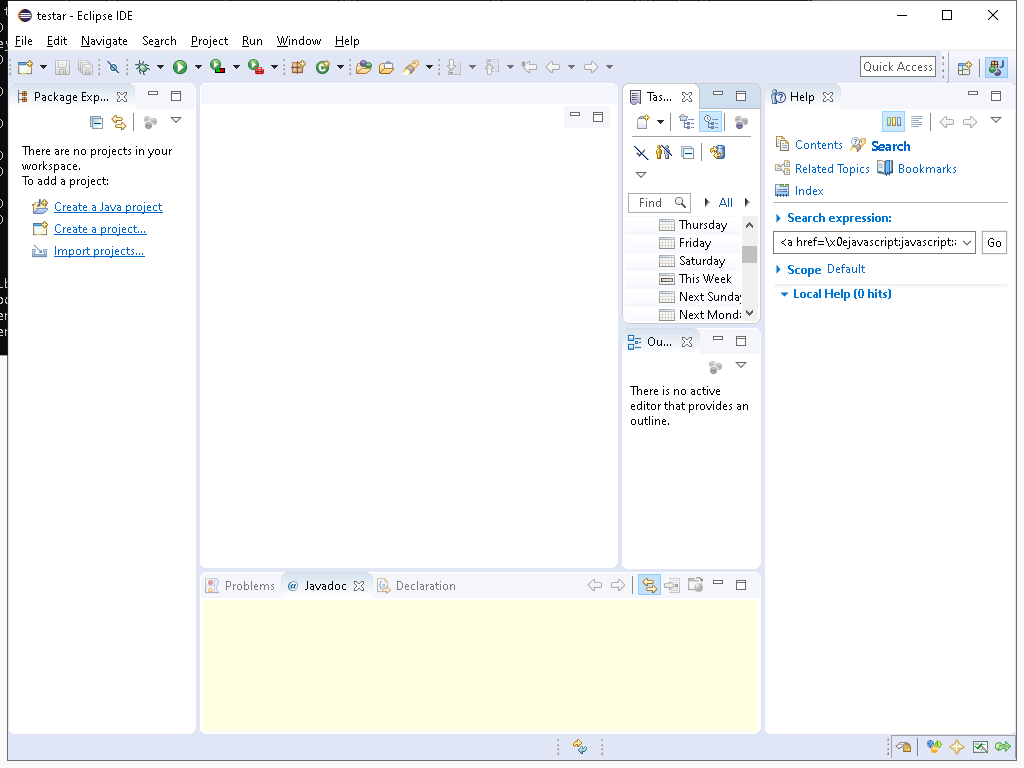 testar - Eclipse IDE
File Edit Navigate Search Project Run Window Help
Quick Access
Package Exp...
There are no projects in your
workspace.
To add a project:
Create a Java project
Create a project...
Import projects...
Tas...
Find
All
Thursday
Friday
Saturday
This Week
Next Sunday
Next Mond
Ou...
There is no active
editor that provides an
outline.
Help
Contents Search
Related Topics Bookmarks
Index
Search expression:
<a href=\x0ejavascript:javascript:
Go
Scope Default
Local Help (0 hits)
Problems @ Javadoc Declaration